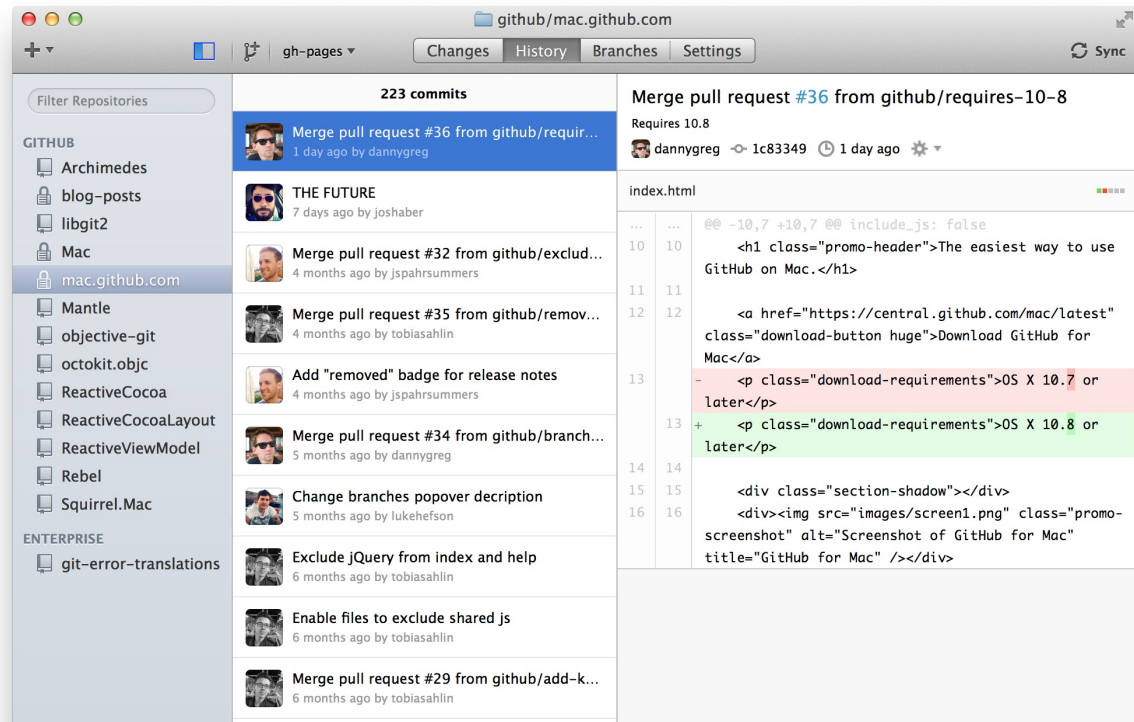 github/mac.github.com
gh-pages
Changes
History
Branches
Settings
Sync
Filter Repositories
GITHUB
Archimedes
blog-posts
libgit2
Mac
mac.github.com
Mantle
objective-git
octokit.objc
ReactiveCocoa
ReactiveCocoaLayout
ReactiveViewModel
Rebel
Squirrel.Mac
ENTERPRISE
git-error-translations
223 commits
Merge pull request #36 from github/requir...
1 day ago by dannygreg
THE FUTURE
7 days ago by joshaber
Merge pull request #32 from github/exclud...
4 months ago by jspahrsummers
Merge pull request #35 from github/remov...
4 months ago by tobiasahlin
Add "removed" badge for release notes
4 months ago by jspahrsummers
Merge pull request #34 from github/branch...
5 months ago by dannygreg
Change branches popover decription
5 months ago by lukehefson
Exclude jQuery from index and help
6 months ago by tobiasahlin
Enable files to exclude shared js
6 months ago by tobiasahlin
Merge pull request #29 from github/add-k...
6 months ago by tobiasahlin
Merge pull request #36 from github/requires-10-8
Requires 10.8
dannygreg 1c83349 1 day ago
index.html
... ... @@ -10,7 +10,7 @@ include_js: false
10 10 <h1 class="promo-header">The easiest way to use
GitHub on Mac.</h1>
11 11
12 12 <a href="https://central.github.com/mac/latest"
class="download-button huge">Download GitHub for
Mac</a>
13 - <p class="download-requirements">OS X 10.7 or
later</p>
13 + <p class="download-requirements">OS X 10.8 or
later</p>
14 14
15 15 <div class="section-shadow"></div>
16 16 <div><img src="images/screen1.png" class="promo-
screenshot" alt="Screenshot of GitHub for Mac"
title="GitHub for Mac" /></div>